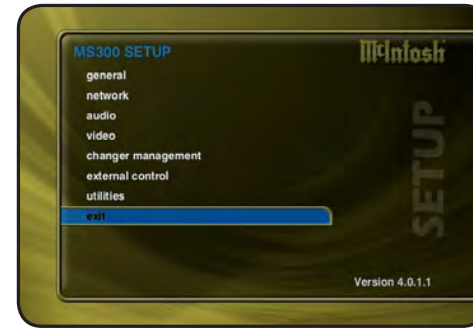 MS300 SETUP
McIntosh
general
network
audio
video
changer management
external control
utilities
exit
SETUP
Version 4.0.1.1